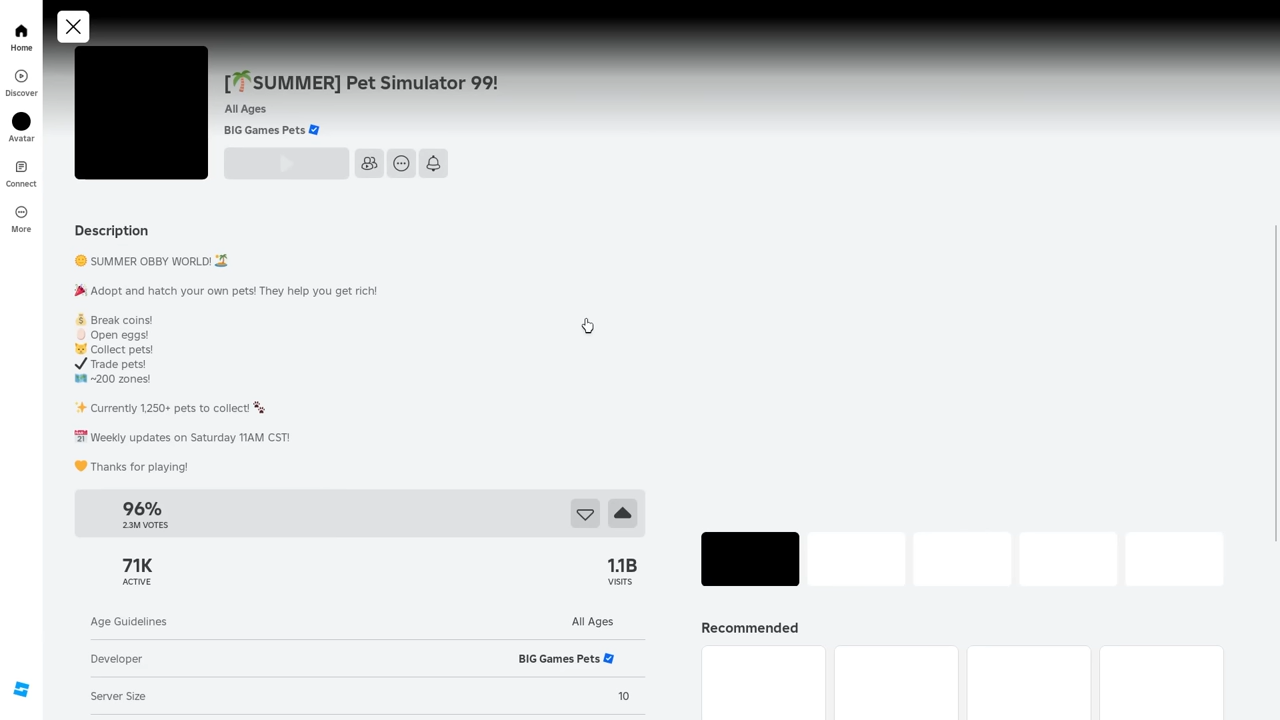 Home
Discover
Avatar
Connect
More
[🌴SUMMER] Pet Simulator 99!
All Ages
BIG Games Pets
Description
🪙 SUMMER OBBY WORLD! 🏝️
🎉 Adopt and hatch your own pets! They help you get rich!
💰 Break coins!
🥚 Open eggs!
😺 Collect pets!
✔️ Trade pets!
🗺️ ~200 zones!
✨ Currently 1,250+ pets to collect! 🐾
📅 Weekly updates on Saturday 11AM CST!
🧡 Thanks for playing!
96%
2.3M VOTES
71K
ACTIVE
1.1B
VISITS
Age Guidelines
All Ages
Developer
BIG Games Pets
Server Size
10
Recommended